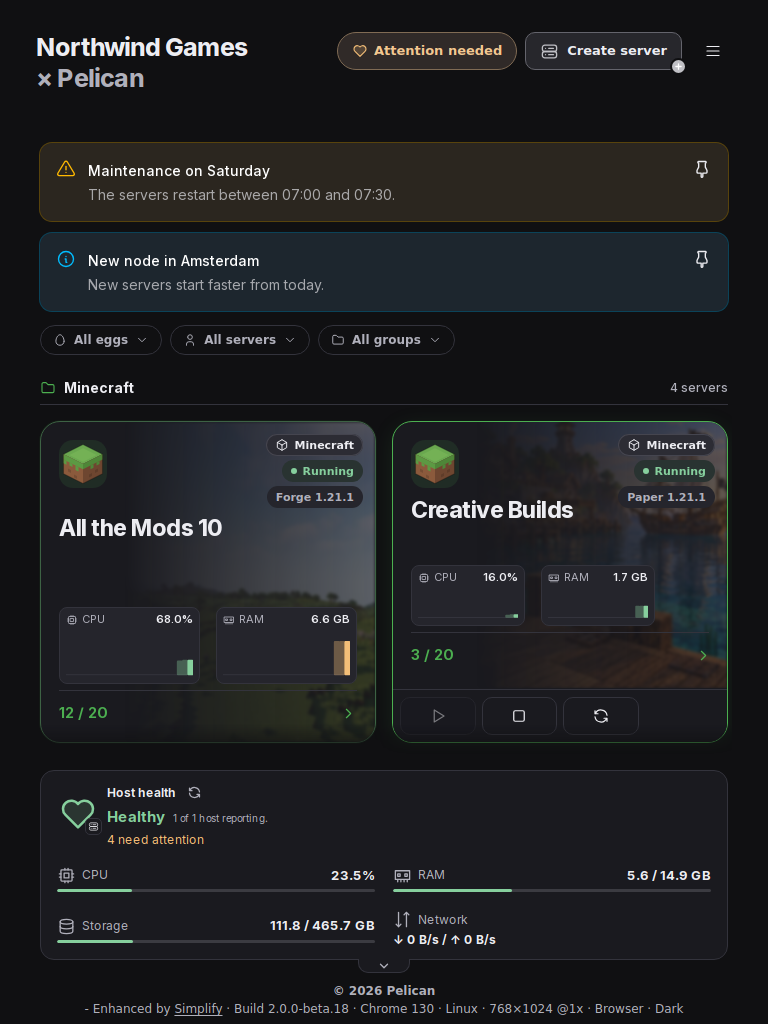 Northwind Games
× Pelican
Attention needed
Create server
Maintenance on Saturday
The servers restart between 07:00 and 07:30.
New node in Amsterdam
New servers start faster from today.
All eggs
All servers
All groups
Minecraft
4 servers
Minecraft
Running
Forge 1.21.1
All the Mods 10
CPU 68.0%
RAM 6.6 GB
12 / 20
Minecraft
Running
Paper 1.21.1
Creative Builds
CPU 16.0%
RAM 1.7 GB
3 / 20
Host health
Healthy 1 of 1 host reporting.
4 need attention
CPU 23.5%
RAM 5.6 / 14.9 GB
Storage 111.8 / 465.7 GB
Network
↓ 0 B/s / ↑ 0 B/s
© 2026 Pelican
- Enhanced by Simplify · Build 2.0.0-beta.18 · Chrome 130 · Linux · 768×1024 @1x · Browser · Dark